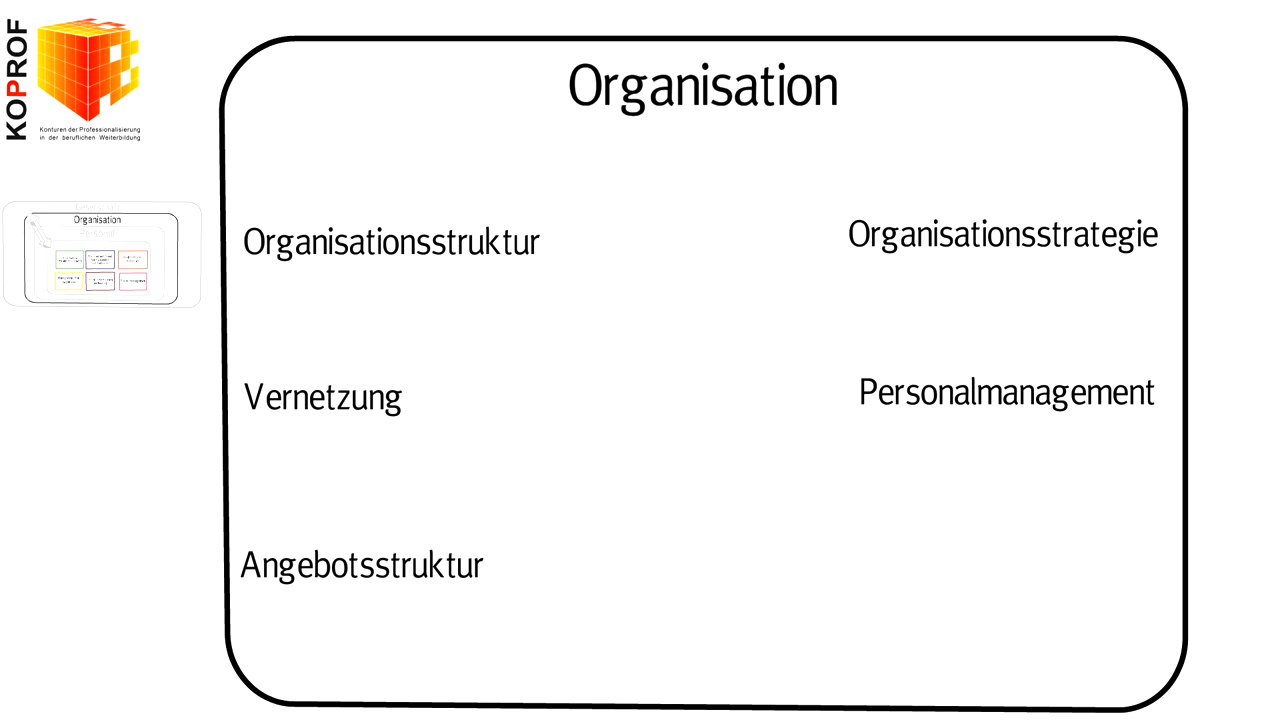 KOPROF
Konturen der Professionalisierung
in der beruflichen Weiterbildung
Organisation
Organisation
Organisationsstruktur
Organisationsstrategie
Vernetzung
Personalmanagement
Angebotsstruktur